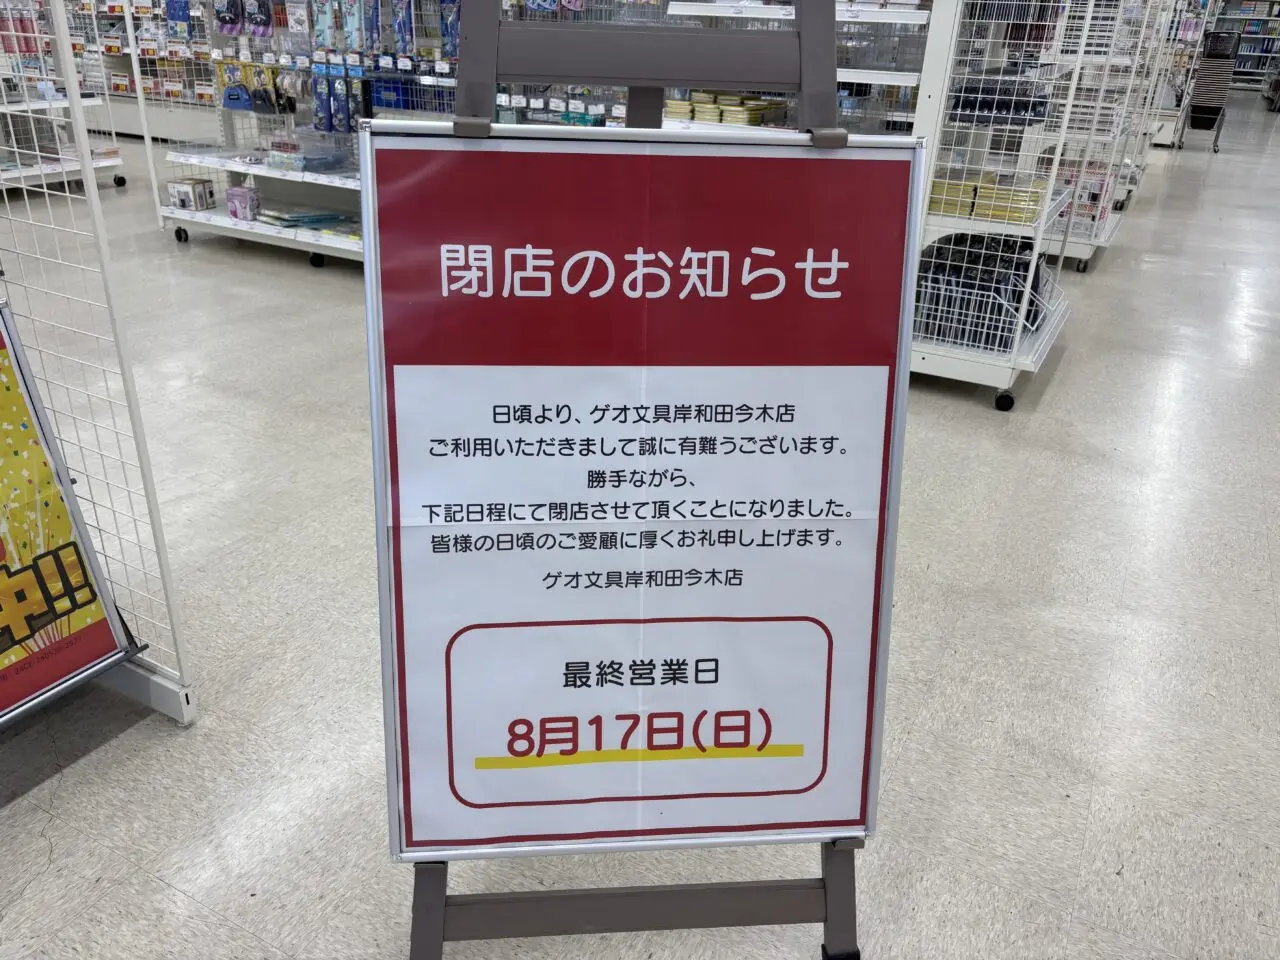 閉店のお知らせ
日頃より、ゲオ文具岸和田今木店
ご利用いただきまして誠に有難うございます。
勝手ながら、
下記日程にて閉店させて頂くことになりました。
皆様の日頃のご愛顧に厚くお礼申し上げます。
ゲオ文具岸和田今木店
最終営業日
8月17日(日)
中!!